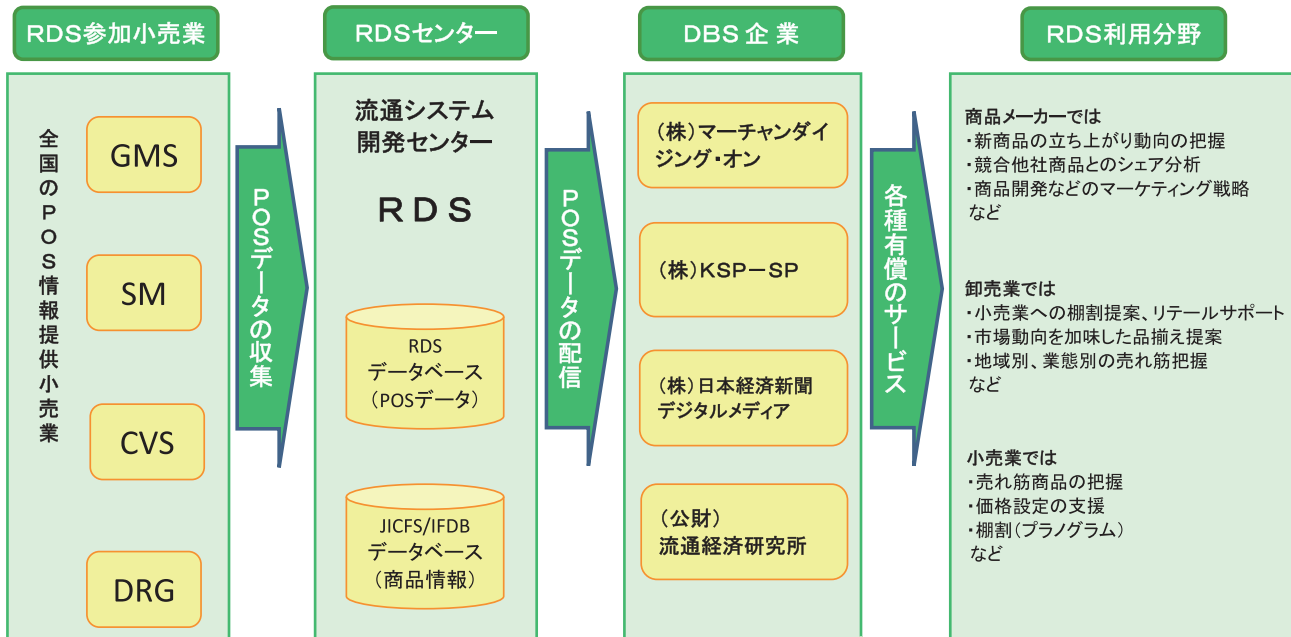 RDS参加小売業
全国のPOS情報提供小売業
GMS
SM
CVS
DRG
POSデータの収集
RDSセンター
流通システム
開発センター
RDS
RDS
データベース
(POSデータ)
JICFS/IFDB
データベース
(商品情報)
POSデータの配信
DBS企業
(株)マーチャンダイ
ジング・オン
(株)KSP－SP
(株)日本経済新聞
デジタルメディア
(公財)
流通経済研究所
各種有償のサービス
RDS利用分野
商品メーカーでは
・新商品の立ち上がり動向の把握
・競合他社商品とのシェア分析
・商品開発などのマーケティング戦略
など
卸売業では
・小売業への棚割提案、リテールサポート
・市場動向を加味した品揃え提案
・地域別、業態別の売れ筋把握
など
小売業では
・売れ筋商品の把握
・価格設定の支援
・棚割(プラノグラム)
など